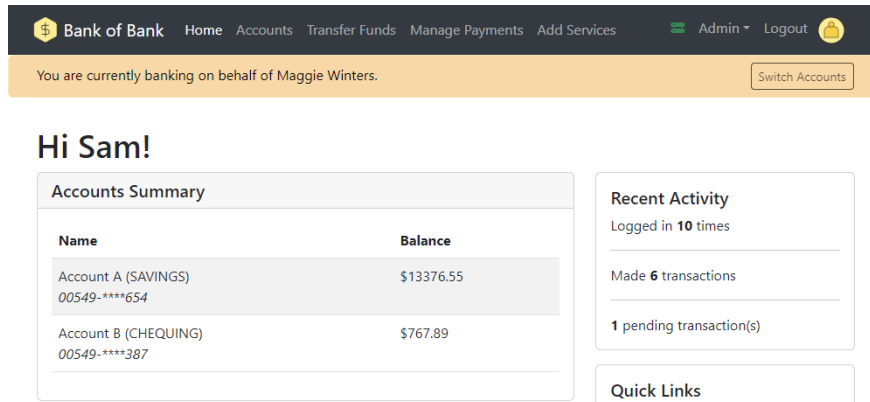 $ Bank of Bank Home Accounts Transfer Funds Manage Payments Add Services Admin Logout
You are currently banking on behalf of Maggie Winters. Switch Accounts
Hi Sam!
Accounts Summary
Name Balance
Account A (SAVINGS) $13376.55
00549-****654
Account B (CHEQUING) $767.89
00549-****387
Recent Activity
Logged in 10 times
Made 6 transactions
1 pending transaction(s)
Quick Links